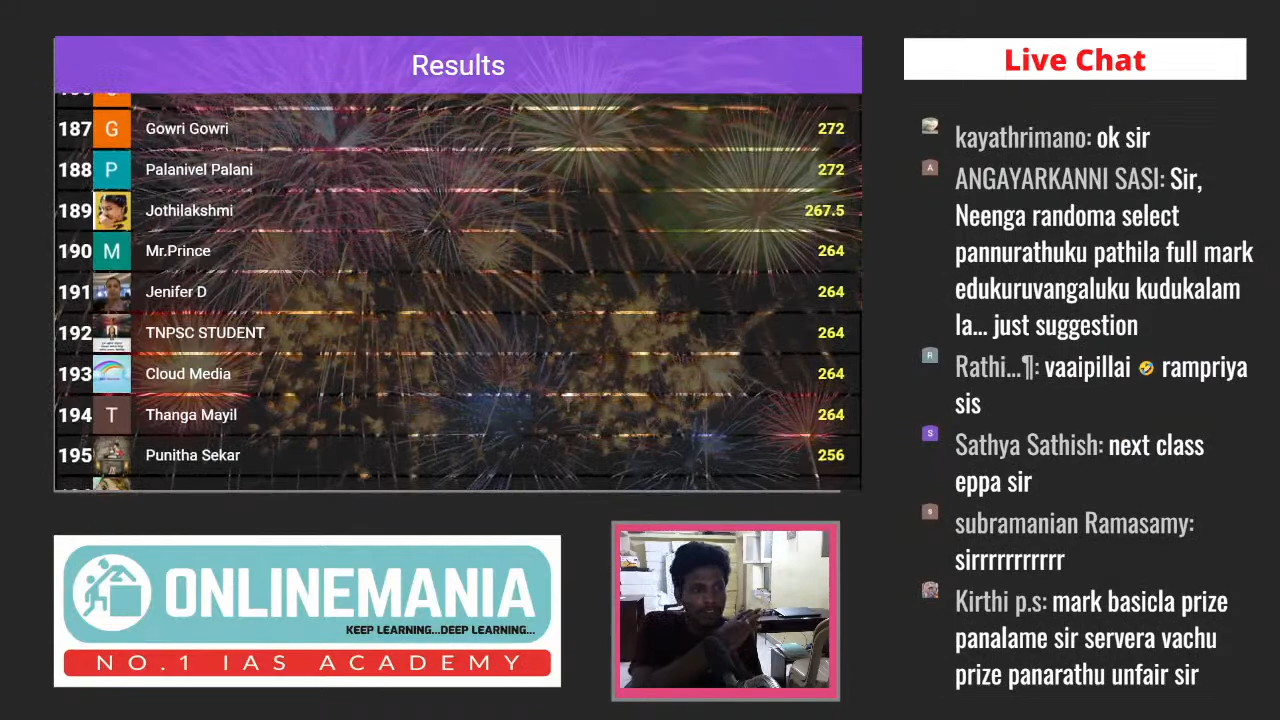 Results
187 G Gowri Gowri 272
188 P Palanivel Palani 272
189 Jothilakshmi 267.5
190 M Mr.Prince 264
191 Jenifer D 264
192 TNPSC STUDENT 264
193 Cloud Media 264
194 T Thanga Mayil 264
195 Punitha Sekar 256
ONLINEMANIA
KEEP LEARNING...DEEP LEARNING...
NO.1 IAS ACADEMY
Live Chat
kayathrimano: ok sir
A ANGAYARKANNI SASI: Sir,
Neenga randoma select
pannurathuku pathila full mark
edukuruvangaluku kudukalam
la... just suggestion
R Rathi...¶: vaaipillai 🤣 rampriya
sis
S Sathya Sathish: next class
eppa sir
s subramanian Ramasamy:
sirrrrrrrrrrr
Kirthi p.s: mark basicla prize
panalame sir servera vachu
prize panarathu unfair sir